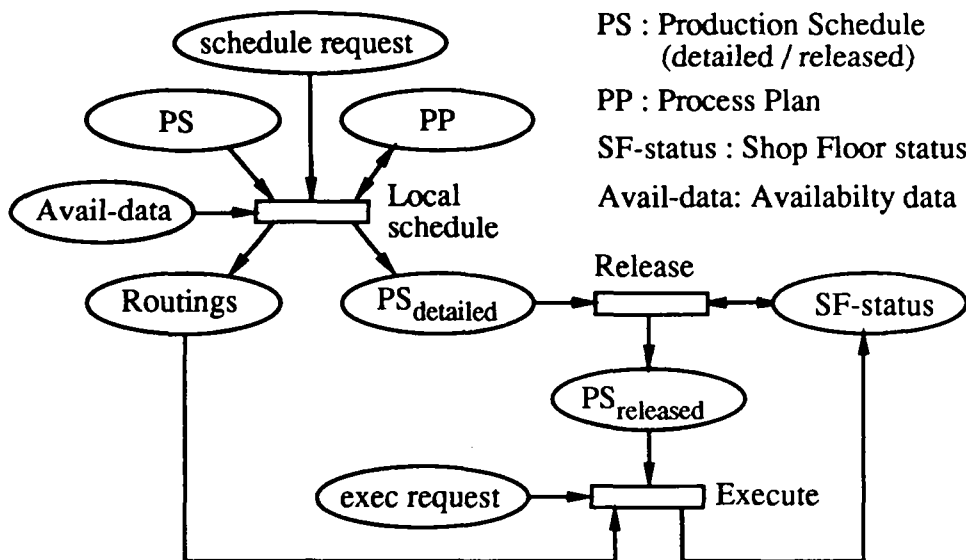 schedule request
PS : Production Schedule
(detailed / released)
PS
PP
PP : Process Plan
SF-status : Shop Floor status
Avail-data
Local
schedule
Avail-data: Availabilty data
Routings
PSdetailed
Release
SF-status
PSreleased
exec request
Execute